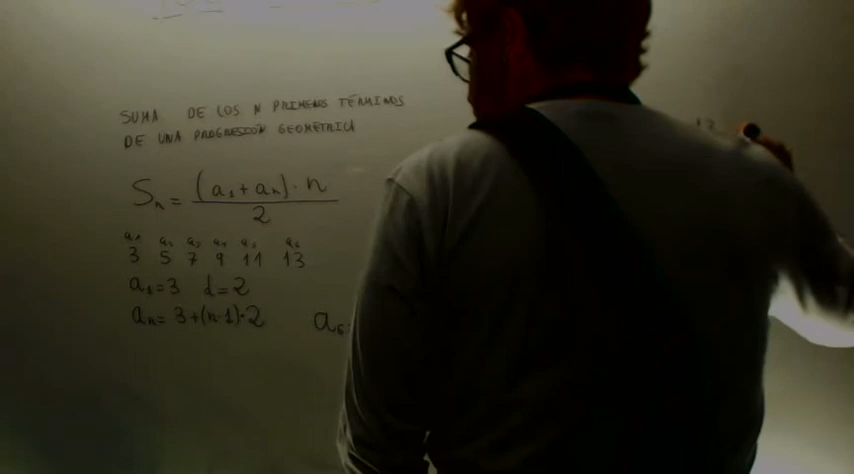 SUMA DE LOS N PRIMEROS TÉRMINOS
DE UNA PROGRESIÓN GEOMÉTRICA
Sₙ = (a₁+aₙ)·n / 2
a₁ a₂ a₃ a₄ a₅ a₆
3 5 7 9 11 13
a₁=3 d=2
aₙ= 3+(n-1)·2 a₆=